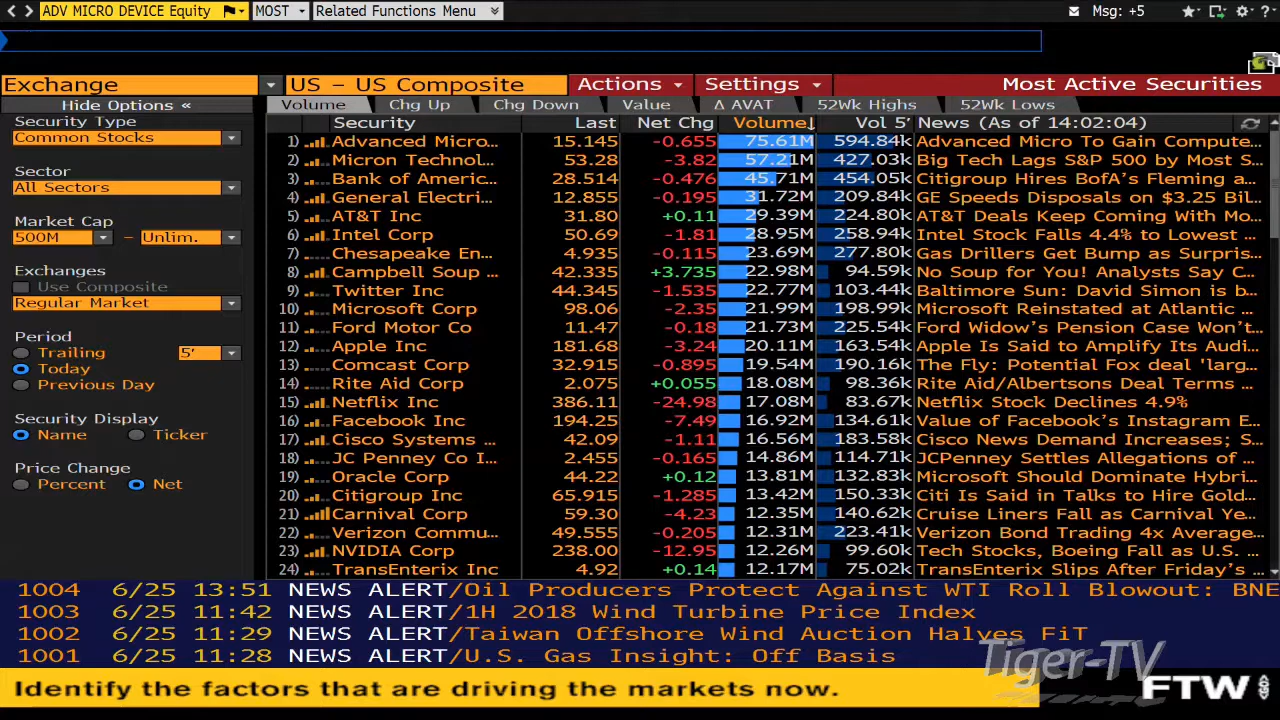 ADV MICRO DEVICE Equity MOST Related Functions Menu Msg: +5
Exchange US – US Composite Actions Settings Most Active Securities
Hide Options « Volume Chg Up Chg Down Value Δ AVAT 52Wk Highs 52Wk Lows
Security Last Net Chg Volume↓ Vol 5' News (As of 14:02:04)
Security Type
Common Stocks
Sector
All Sectors
Market Cap
500M – Unlim.
Exchanges
Use Composite
Regular Market
Period
Trailing 5'
Today
Previous Day
Security Display
Name Ticker
Price Change
Percent Net
1) Advanced Micro... 15.145 -0.655 75.61M 594.84k Advanced Micro To Gain Compute...
2) Micron Technol... 53.28 -3.82 57.21M 427.03k Big Tech Lags S&P 500 by Most S...
3) Bank of Americ... 28.514 -0.476 45.71M 454.05k Citigroup Hires BofA's Fleming a...
4) General Electri... 12.855 -0.195 31.72M 209.84k GE Speeds Disposals on $3.25 Bil...
5) AT&T Inc 31.80 +0.11 29.39M 224.80k AT&T Deals Keep Coming With Mo...
6) Intel Corp 50.69 -1.81 28.95M 258.94k Intel Stock Falls 4.4% to Lowest ...
7) Chesapeake En... 4.935 -0.115 23.69M 277.80k Gas Drillers Get Bump as Surpris...
8) Campbell Soup ... 42.335 +3.735 22.98M 94.59k No Soup for You! Analysts Say C...
9) Twitter Inc 44.345 -1.535 22.77M 103.44k Baltimore Sun: David Simon is b...
10) Microsoft Corp 98.06 -2.35 21.99M 198.99k Microsoft Reinstated at Atlantic ...
11) Ford Motor Co 11.47 -0.18 21.73M 225.54k Ford Widow's Pension Case Won't...
12) Apple Inc 181.68 -3.24 20.11M 163.54k Apple Is Said to Amplify Its Audi...
13) Comcast Corp 32.915 -0.895 19.54M 190.16k The Fly: Potential Fox deal 'larg...
14) Rite Aid Corp 2.075 +0.055 18.08M 98.36k Rite Aid/Albertsons Deal Terms ...
15) Netflix Inc 386.11 -24.98 17.08M 83.67k Netflix Stock Declines 4.9%
16) Facebook Inc 194.25 -7.49 16.92M 134.61k Value of Facebook's Instagram E...
17) Cisco Systems ... 42.09 -1.11 16.56M 183.58k Cisco News Demand Increases; S...
18) JC Penney Co I... 2.455 -0.165 14.86M 114.71k JCPenney Settles Allegations of ...
19) Oracle Corp 44.22 +0.12 13.81M 132.83k Microsoft Should Dominate Hybri...
20) Citigroup Inc 65.915 -1.285 13.42M 150.33k Citi Is Said in Talks to Hire Gold...
21) Carnival Corp 59.30 -4.23 12.35M 140.62k Cruise Liners Fall as Carnival Ye...
22) Verizon Commu... 49.555 -0.205 12.31M 223.41k Verizon Bond Trading 4x Average...
23) NVIDIA Corp 238.00 -12.95 12.26M 99.60k Tech Stocks, Boeing Fall as U.S. ...
24) TransEnterix Inc 4.92 +0.14 12.17M 75.02k TransEnterix Slips After Friday's ...
1004 6/25 13:51 NEWS ALERT/Oil Producers Protect Against WTI Roll Blowout: BNE
1003 6/25 11:42 NEWS ALERT/1H 2018 Wind Turbine Price Index
1002 6/25 11:29 NEWS ALERT/Taiwan Offshore Wind Auction Halves FiT
1001 6/25 11:28 NEWS ALERT/U.S. Gas Insight: Off Basis
Tiger-TV
Identify the factors that are driving the markets now. FTW